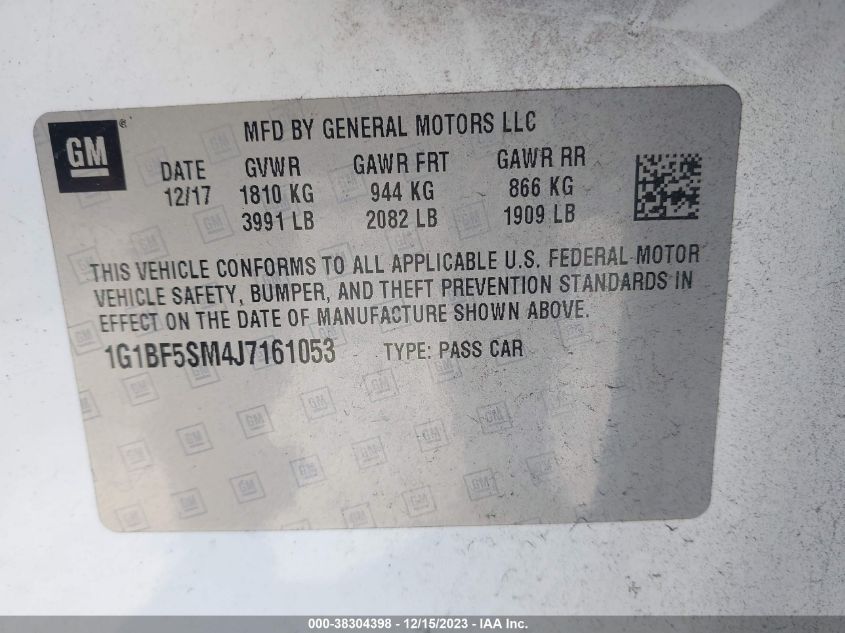 GM®
MFD BY GENERAL MOTORS LLC
DATE GVWR GAWR FRT GAWR RR
12/17 1810 KG 944 KG 866 KG
3991 LB 2082 LB 1909 LB
THIS VEHICLE CONFORMS TO ALL APPLICABLE U.S. FEDERAL MOTOR
VEHICLE SAFETY, BUMPER, AND THEFT PREVENTION STANDARDS IN
EFFECT ON THE DATE OF MANUFACTURE SHOWN ABOVE.
1G1BF5SM4J7161053 TYPE: PASS CAR
000-38304398 - 12/15/2023 - IAA Inc.